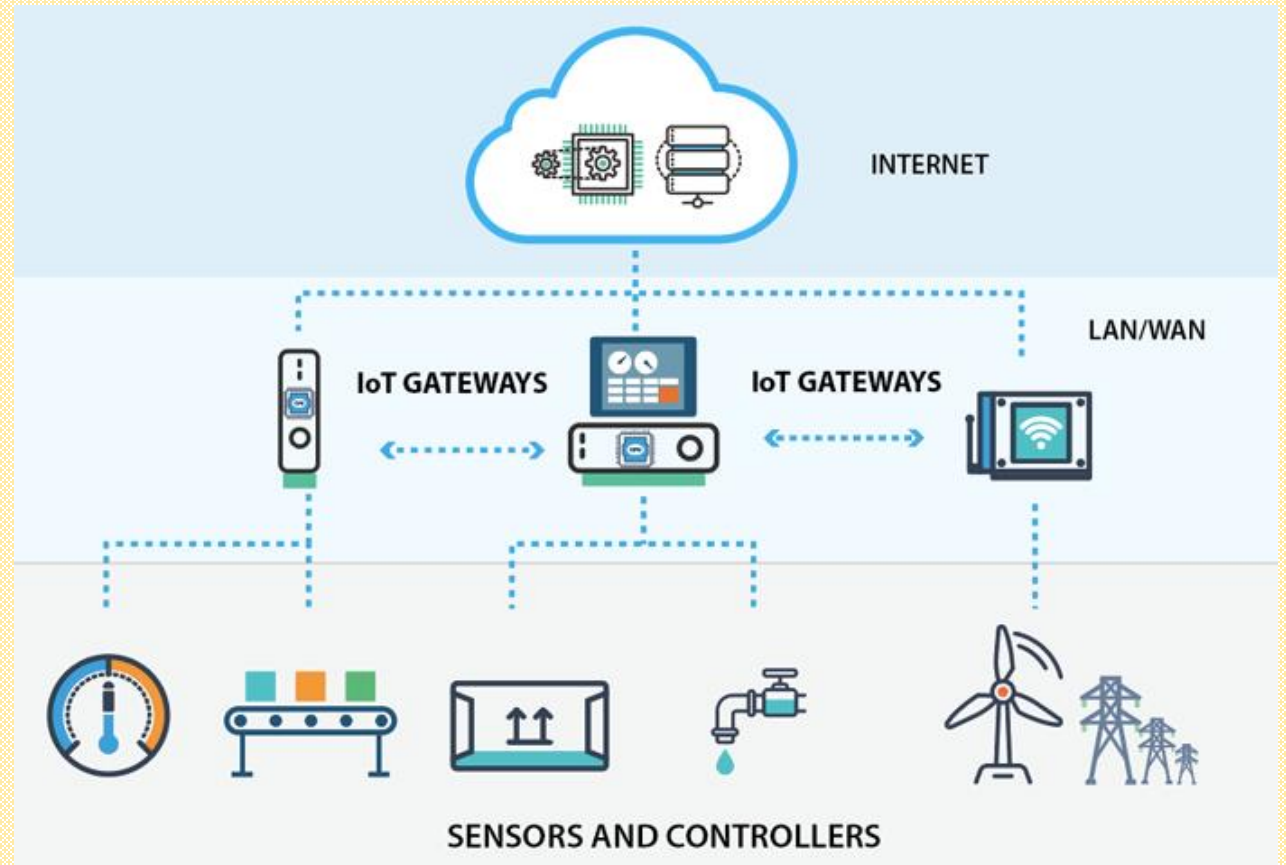 INTERNET
LAN/WAN
IoT GATEWAYS
IoT GATEWAYS
SENSORS AND CONTROLLERS